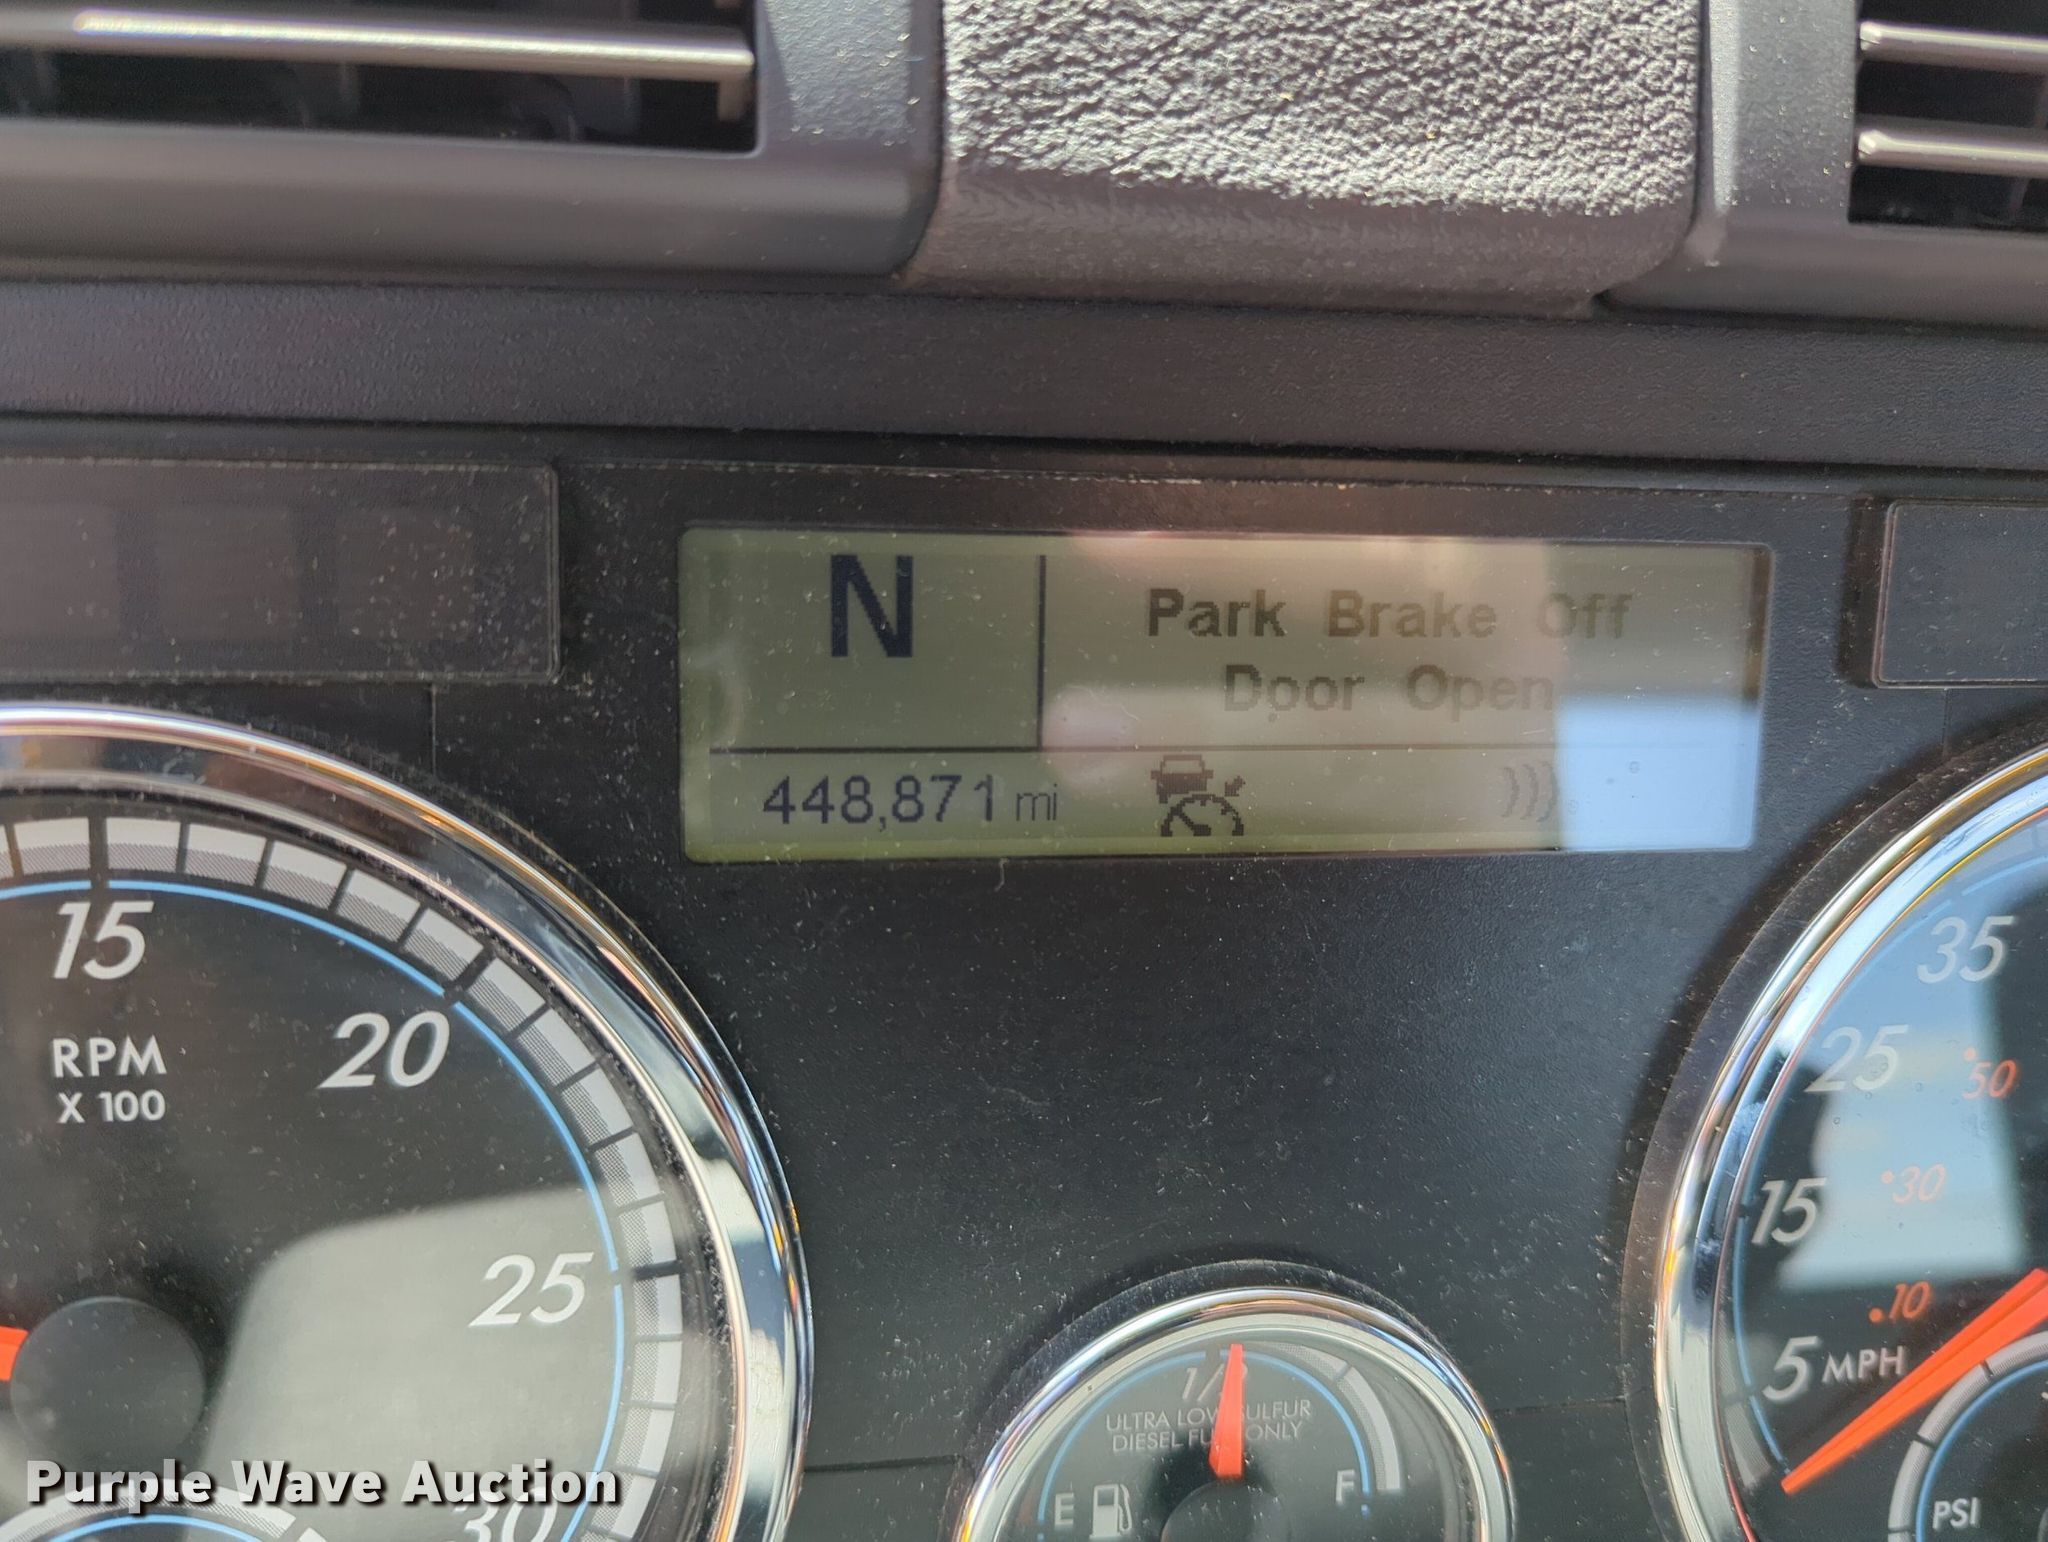 N
Park Brake Off
Door Open
448,871 mi
15
20
25
30
RPM
X 100
35
25
15
5 MPH
50
30
10
1/2
ULTRA LOW SULFUR
DIESEL FUEL ONLY
E
F
PSI
Purple Wave Auction